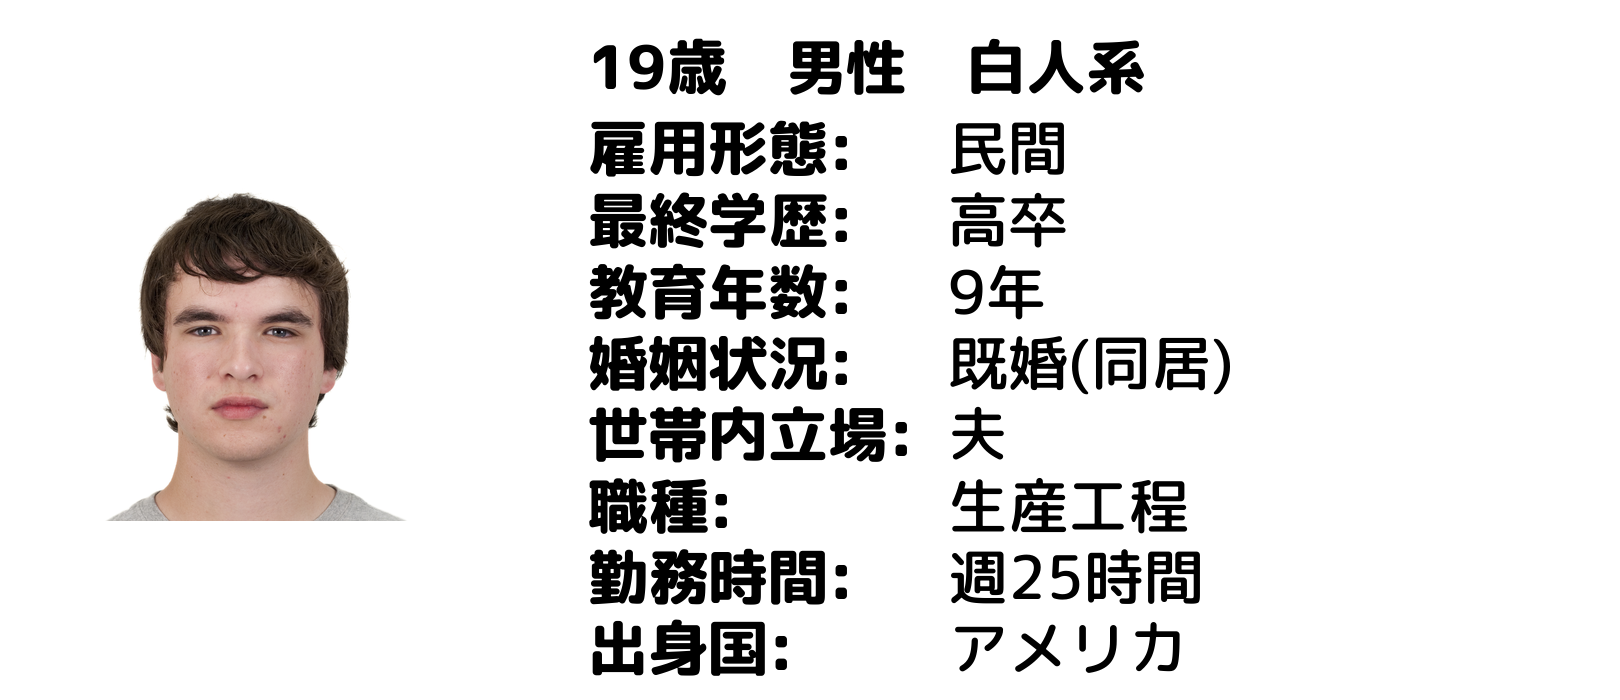 19歳　男性　白人系
雇用形態:　民間
最終学歴:　高卒
教育年数:　9年
婚姻状況:　既婚(同居)
世帯内立場:　夫
職種:　生産工程
勤務時間:　週25時間
出身国:　アメリカ